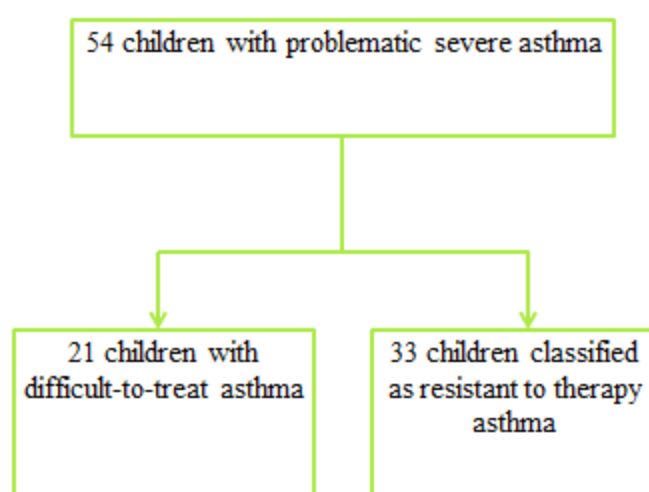 54 children with problematic severe asthma
21 children with
difficult-to-treat asthma
33 children classified
as resistant to therapy
asthma